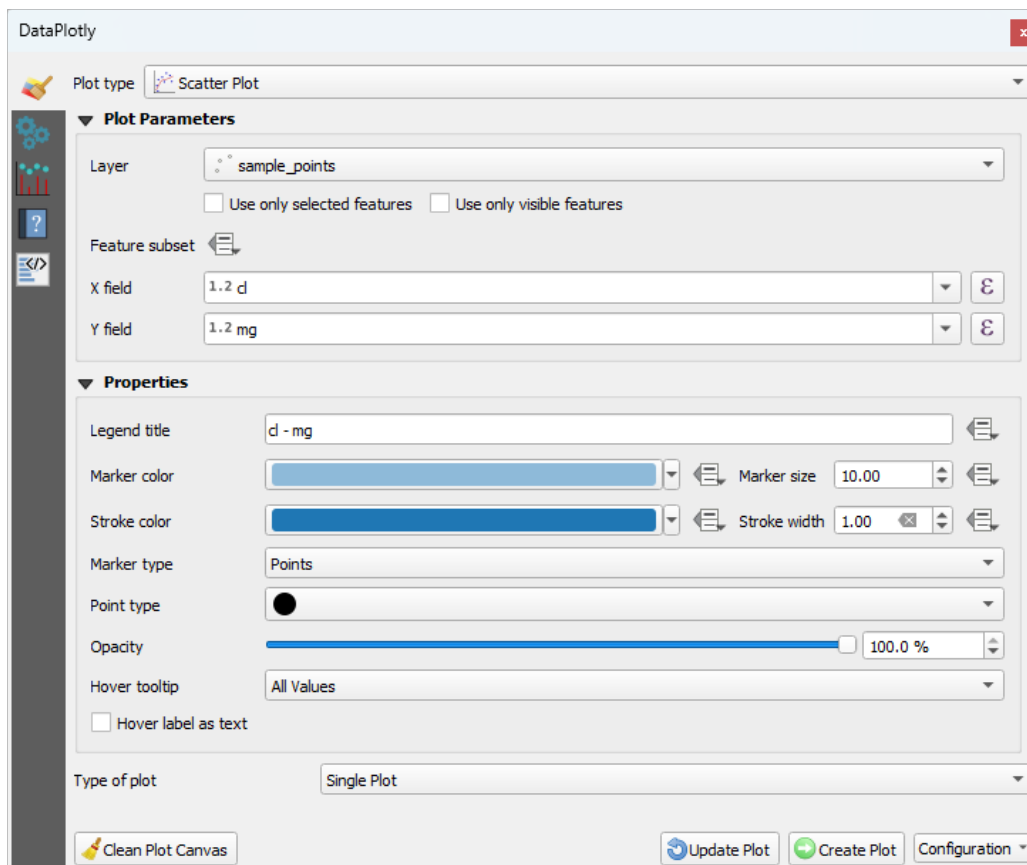 DataPlotly
x
Plot type Scatter Plot
Plot Parameters
Layer sample_points
Use only selected features Use only visible features
Feature subset
X field 1.2 cl ε
Y field 1.2 mg ε
Properties
Legend title cl - mg
Marker color Marker size 10.00
Stroke color Stroke width 1.00
Marker type Points
Point type
Opacity 100.0 %
Hover tooltip All Values
Hover label as text
Type of plot Single Plot
Clean Plot Canvas Update Plot Create Plot Configuration